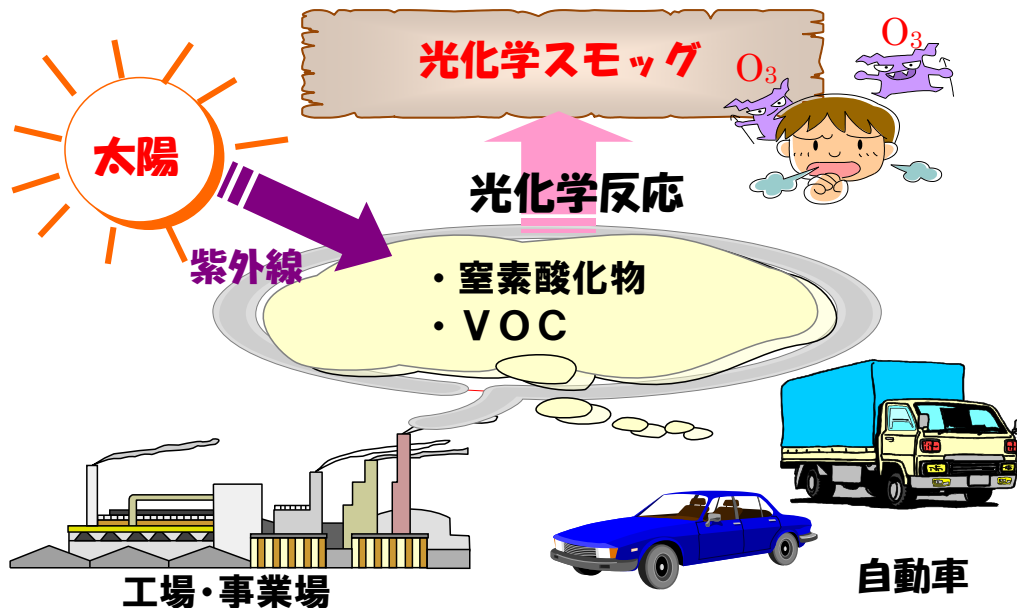 光化学スモッグ
O₃
O₃
太陽
光化学反応
紫外線
・窒素酸化物
・ＶＯＣ
工場・事業場
自動車